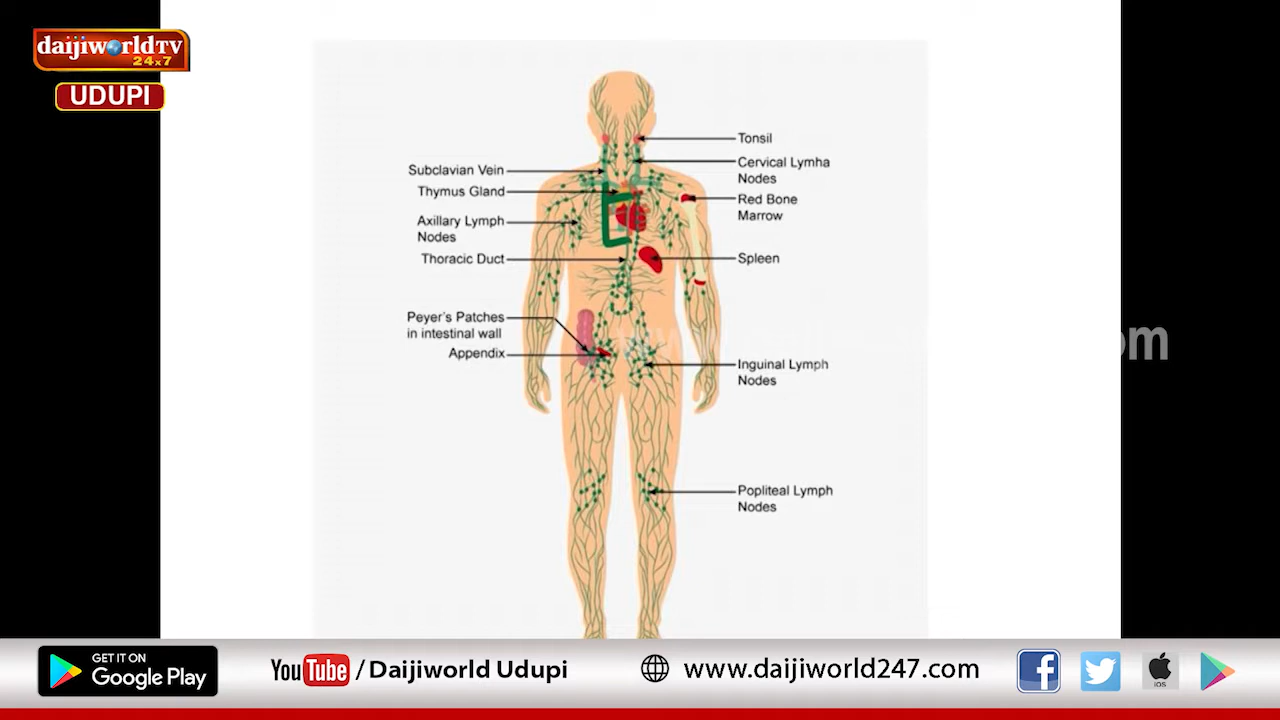 daijiworldTV
24x7
UDUPI
Tonsil
Cervical Lymha
Nodes
Subclavian Vein
Thymus Gland
Red Bone
Marrow
Axillary Lymph
Nodes
Thoracic Duct
Spleen
Peyer's Patches
in intestinal wall
Appendix
Inguinal Lymph
Nodes
Popliteal Lymph
Nodes
GET IT ON
Google Play
YouTube / Daijiworld Udupi
www.daijiworld247.com
iOS